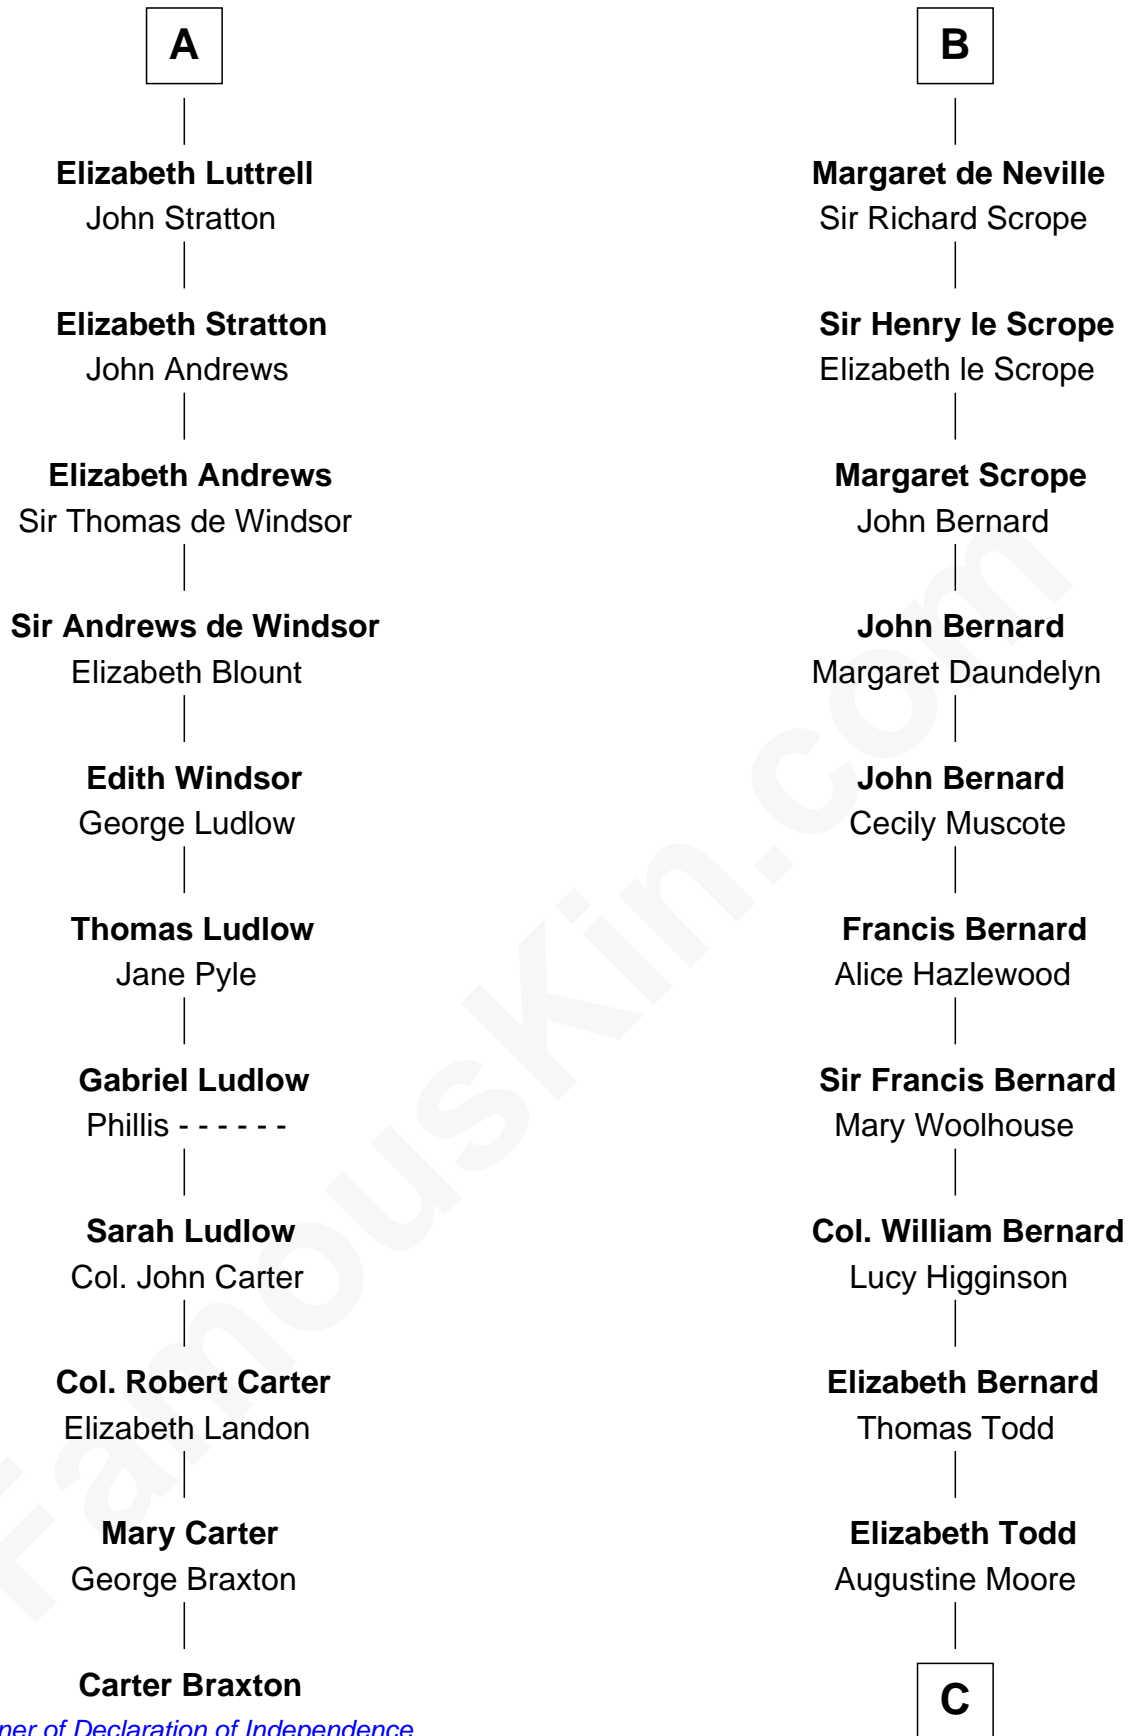 A
Elizabeth Luttrell
John Stratton
Elizabeth Stratton
John Andrews
Elizabeth Andrews
Sir Thomas de Windsor
Sir Andrews de Windsor
Elizabeth Blount
Edith Windsor
George Ludlow
Thomas Ludlow
Jane Pyle
Gabriel Ludlow
Phillis - - - - - -
Sarah Ludlow
Col. John Carter
Col. Robert Carter
Elizabeth Landon
Mary Carter
George Braxton
Carter Braxton
of Declaration of Independence
B
Margaret de Neville
Sir Richard Scrope
Sir Henry le Scrope
Elizabeth le Scrope
Margaret Scrope
John Bernard
John Bernard
Margaret Daundelyn
John Bernard
Cecily Muscote
Francis Bernard
Alice Hazlewood
Sir Francis Bernard
Mary Woolhouse
Col. William Bernard
Lucy Higginson
Elizabeth Bernard
Thomas Todd
Elizabeth Todd
Augustine Moore
C
FamousKin.com